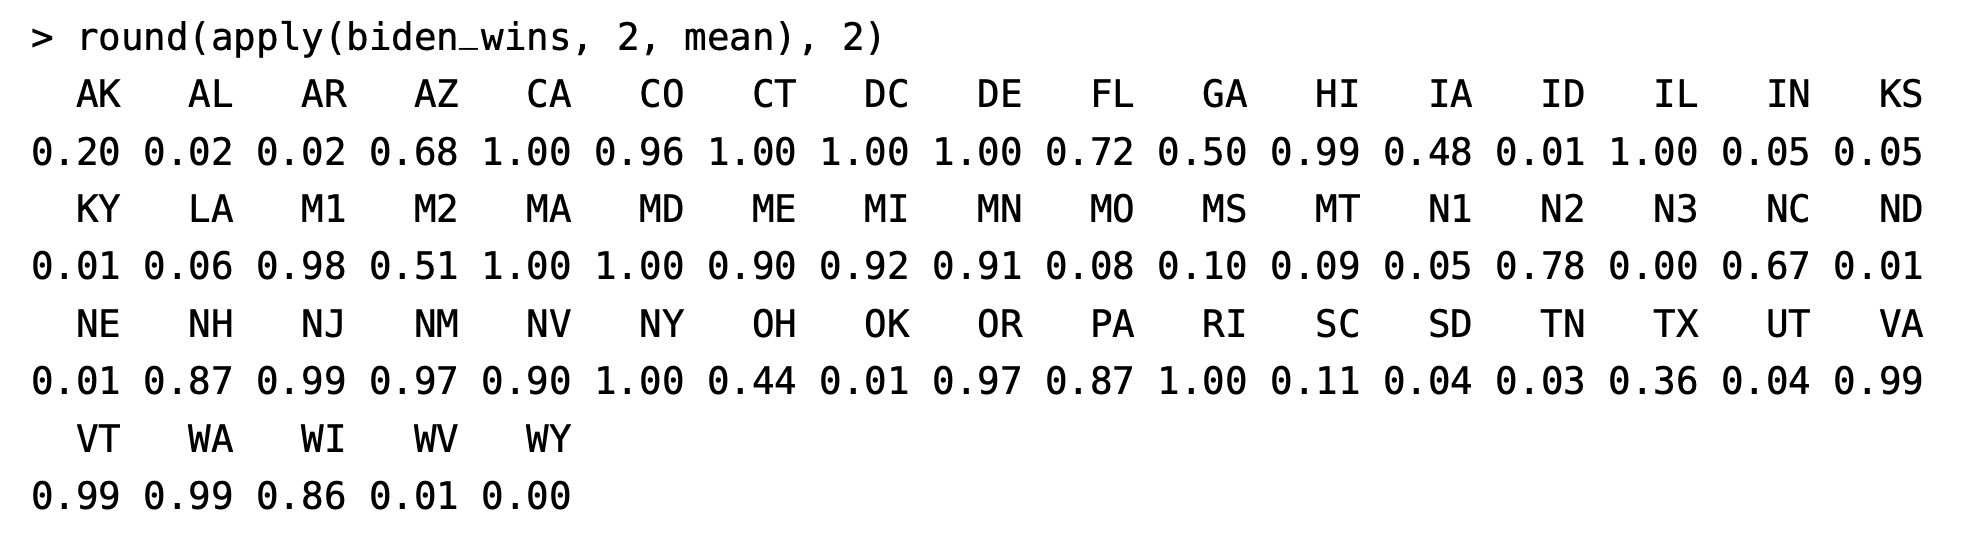 > round(apply(biden_wins, 2, mean), 2)
AK AL AR AZ CA CO CT DC DE FL GA HI IA ID IL IN KS
0.20 0.02 0.02 0.68 1.00 0.96 1.00 1.00 1.00 0.72 0.50 0.99 0.48 0.01 1.00 0.05 0.05
KY LA M1 M2 MA MD ME MI MN MO MS MT N1 N2 N3 NC ND
0.01 0.06 0.98 0.51 1.00 1.00 0.90 0.92 0.91 0.08 0.10 0.09 0.05 0.78 0.00 0.67 0.01
NE NH NJ NM NV NY OH OK OR PA RI SC SD TN TX UT VA
0.01 0.87 0.99 0.97 0.90 1.00 0.44 0.01 0.97 0.87 1.00 0.11 0.04 0.03 0.36 0.04 0.99
VT WA WI WV WY
0.99 0.99 0.86 0.01 0.00